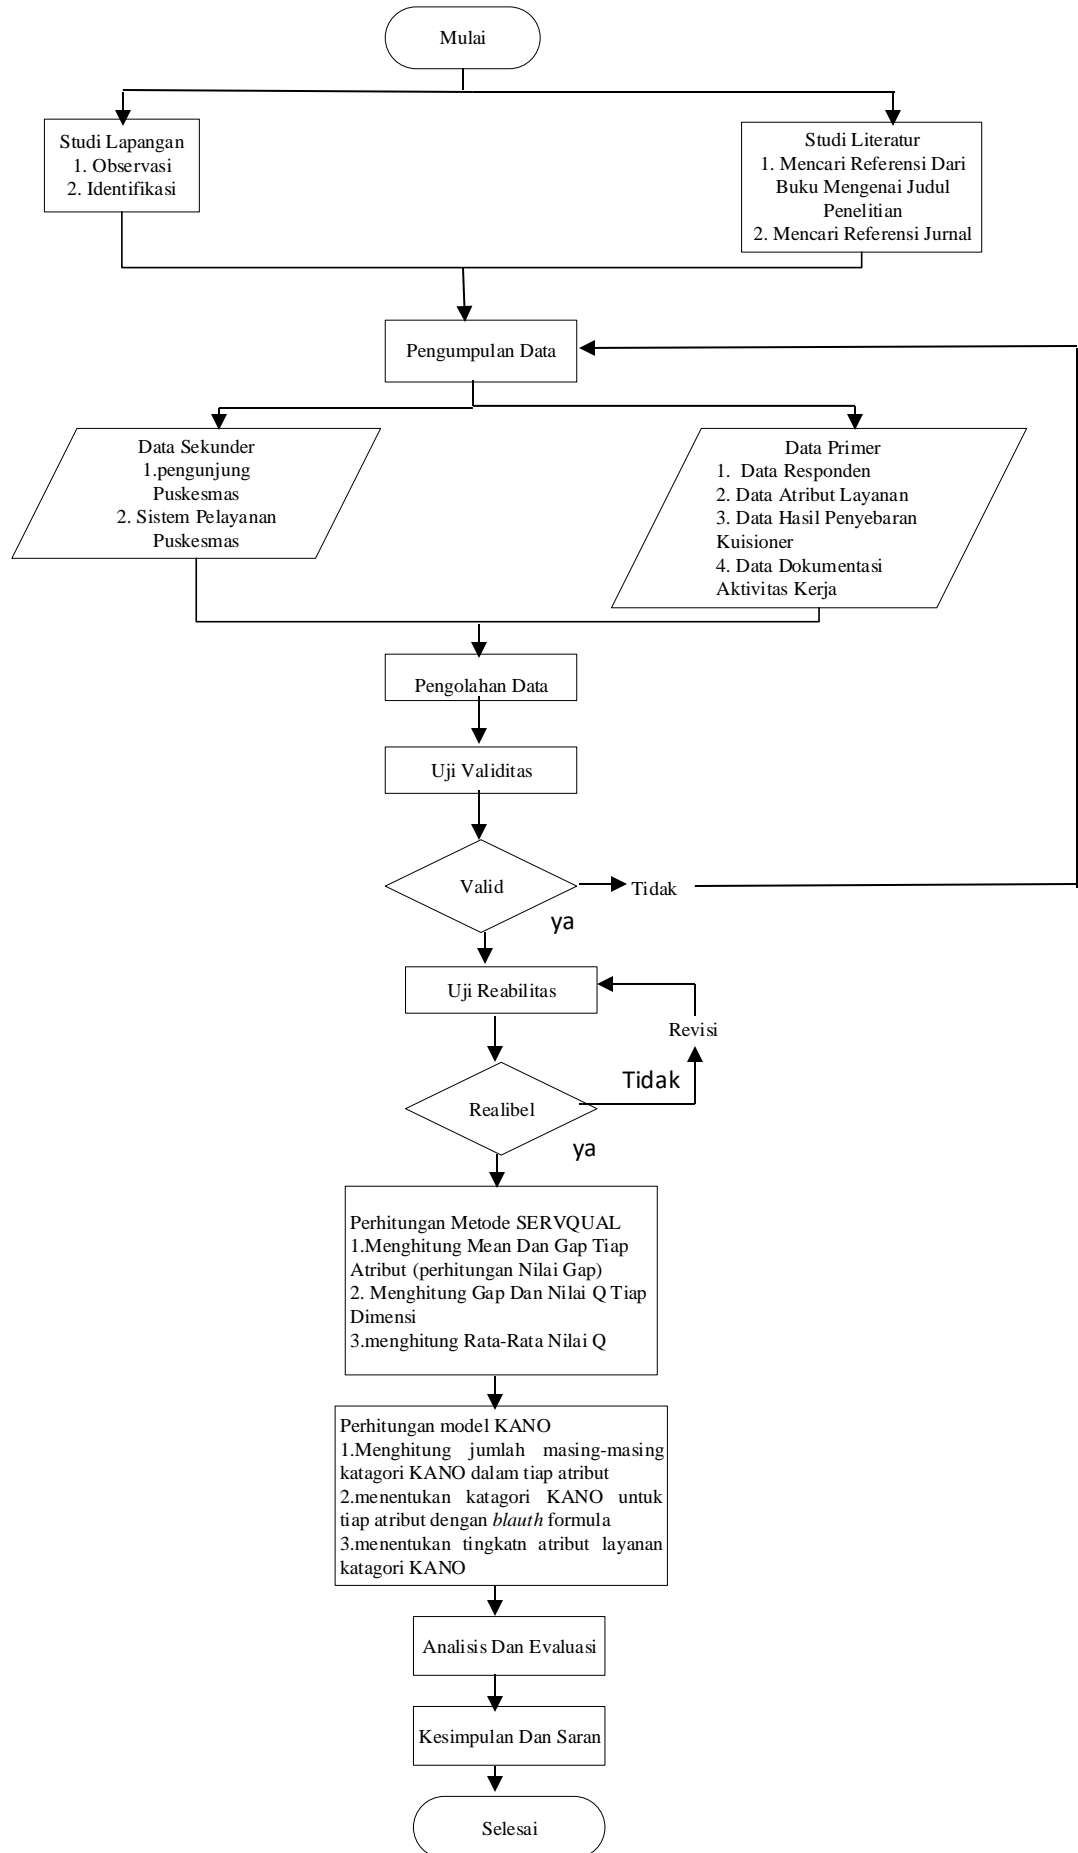 Mulai
Studi Lapangan
1. Observasi
2. Identifikasi
Studi Literatur
1. Mencari Referensi Dari
Buku Mengenai Judul
Penelitian
2. Mencari Referensi Jurnal
Pengumpulan Data
Data Sekunder
1.pengunjung
Puskesmas
2. Sistem Pelayanan
Puskesmas
Data Primer
1. Data Responden
2. Data Atribut Layanan
3. Data Hasil Penyebaran
Kuisioner
4. Data Dokumentasi
Aktivitas Kerja
Pengolahan Data
Uji Validitas
Valid
Tidak
ya
Uji Reabilitas
Revisi
Tidak
Realibel
ya
Perhitungan Metode SERVQUAL
1.Menghitung Mean Dan Gap Tiap
Atribut (perhitungan Nilai Gap)
2. Menghitung Gap Dan Nilai Q Tiap
Dimensi
3.menghitung Rata-Rata Nilai Q
Perhitungan model KANO
1.Menghitung jumlah masing-masing
katagori KANO dalam tiap atribut
2.menentukan katagori KANO untuk
tiap atribut dengan blauth formula
3.menentukan tingkatn atribut layanan
katagori KANO
Analisis Dan Evaluasi
Kesimpulan Dan Saran
Selesai